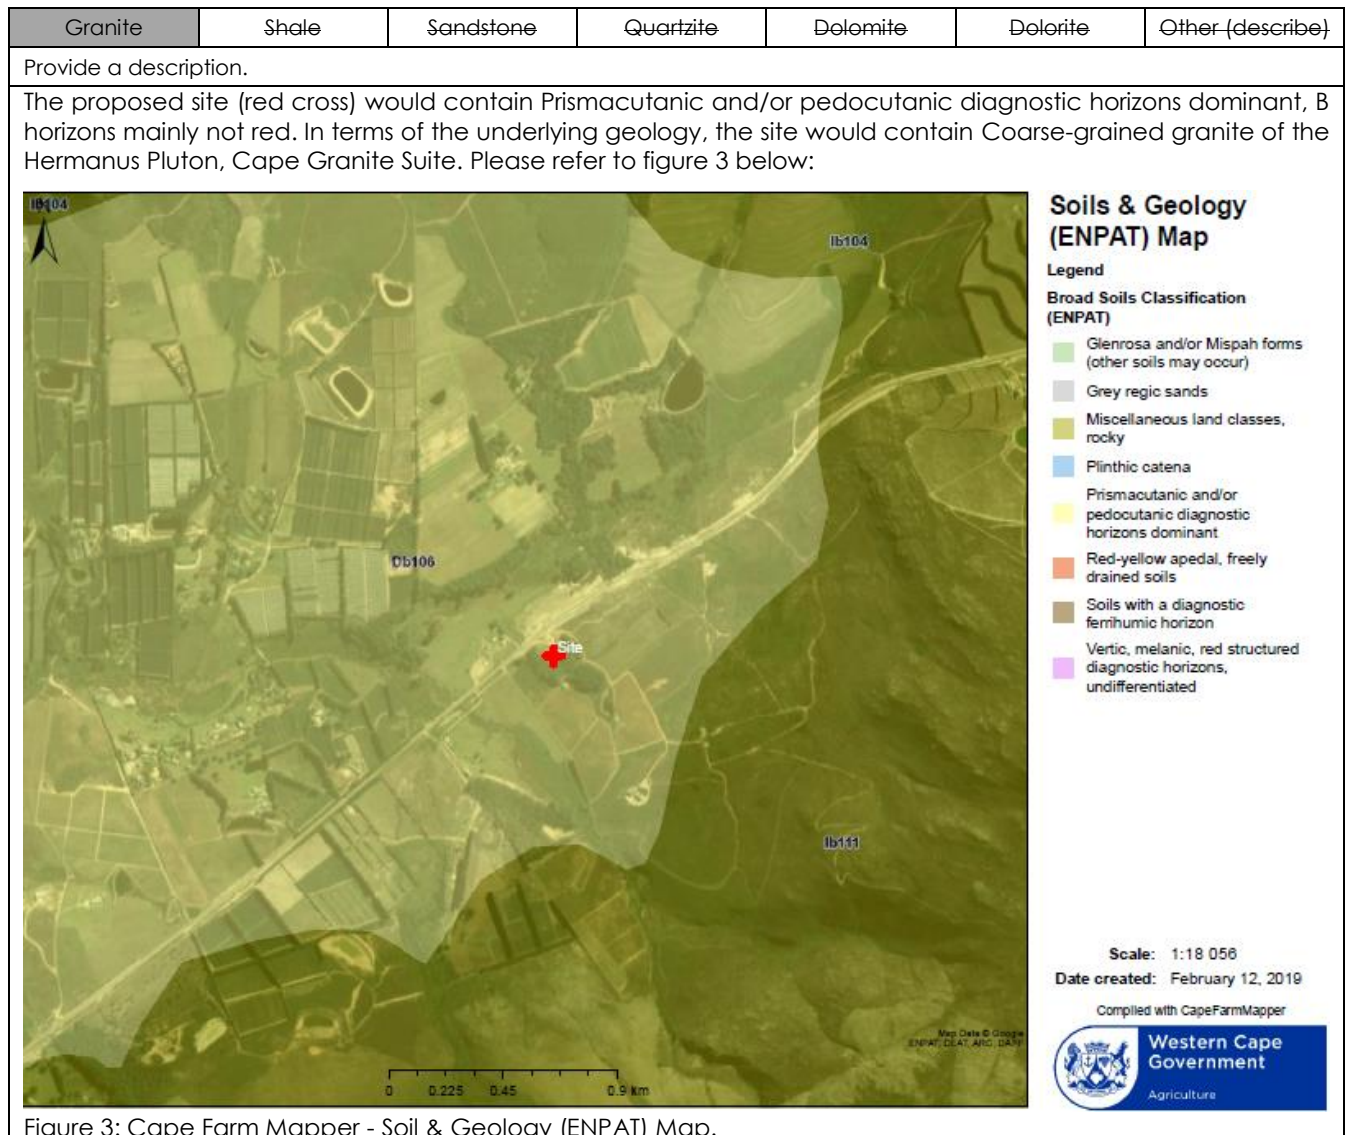 Granite Shale Sandstone Quartzite Dolomite Dolorite Other (describe)
Provide a description.
The proposed site (red cross) would contain Prismacutanic and/or pedocutanic diagnostic horizons dominant, B
horizons mainly not red. In terms of the underlying geology, the site would contain Coarse-grained granite of the
Hermanus Pluton, Cape Granite Suite. Please refer to figure 3 below:
Ib104
Ib104
Db106
Site
Ib111
Map Data © Google
ENPAT, DEAT, ARC, DAFF
0 0.225 0.45 0.9 km
Soils & Geology
(ENPAT) Map
Legend
Broad Soils Classification
(ENPAT)
Glenrosa and/or Mispah forms
(other soils may occur)
Grey regic sands
Miscellaneous land classes,
rocky
Plinthic catena
Prismacutanic and/or
pedocutanic diagnostic
horizons dominant
Red-yellow apedal, freely
drained soils
Soils with a diagnostic
ferrihumic horizon
Vertic, melanic, red structured
diagnostic horizons,
undifferentiated
Scale: 1:18 056
Date created: February 12, 2019
Compiled with CapeFarmMapper
Western Cape
Government
Agriculture
Figure 3: Cape Farm Mapper - Soil & Geology (ENPAT) Map.